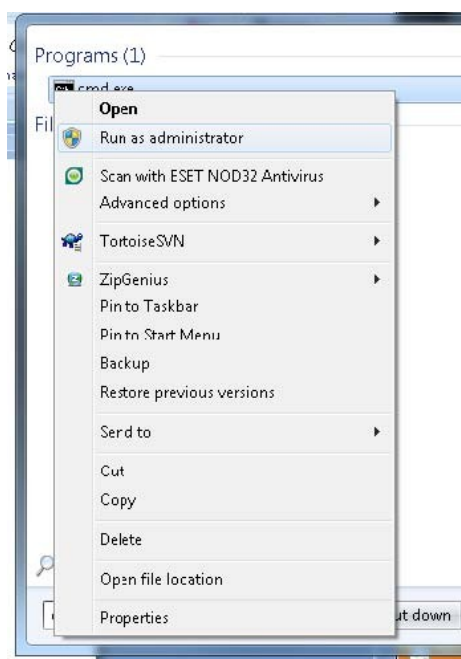 Programs (1)
cmd.exe
Fil
Open
Run as administrator
Scan with ESET NOD32 Antivirus
Advanced options
TortoiseSVN
ZipGenius
Pin to Taskbar
Pin to Start Menu
Backup
Restore previous versions
Send to
Cut
Copy
Delete
Open file location
Properties
ut down